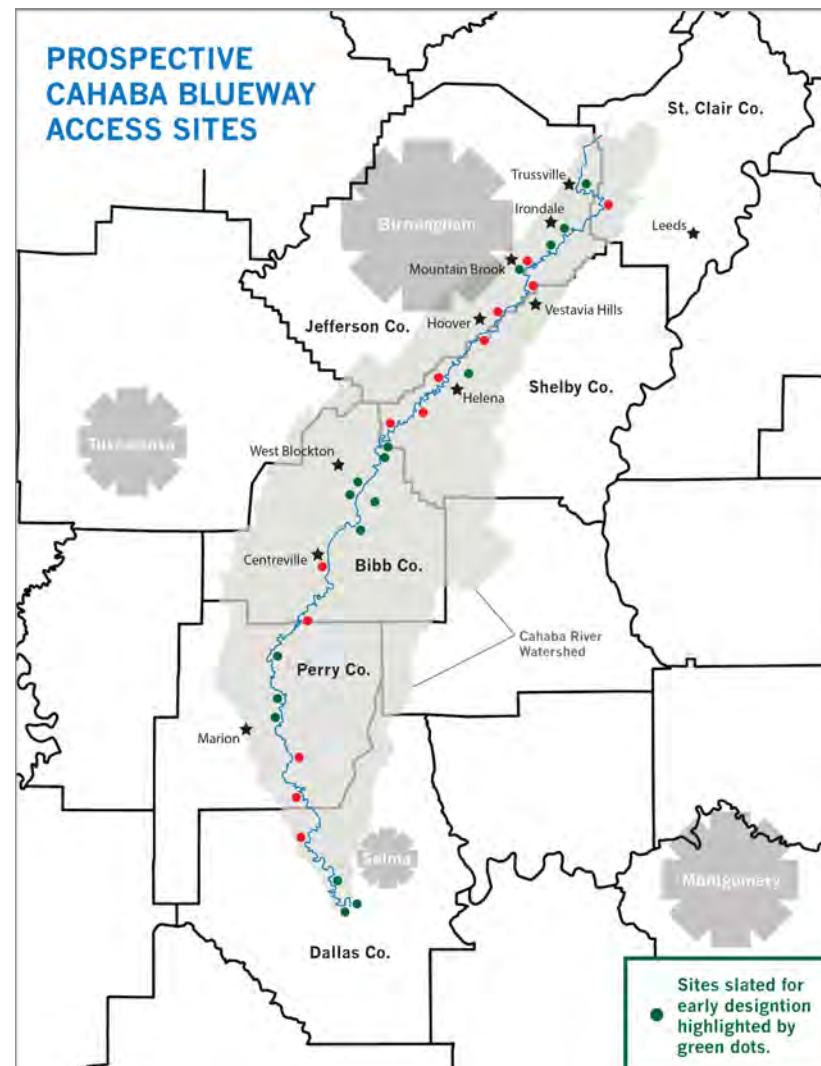 PROSPECTIVE
CAHABA BLUEWAY
ACCESS SITES
St. Clair Co.
Trussville
Irondale
Birmingham
Leeds
Mountain Brook
Vestavia Hills
Hoover
Jefferson Co.
Shelby Co.
Helena
Tuscaloosa
West Blockton
Centreville
Bibb Co.
Cahaba River
Watershed
Perry Co.
Marion
Selma
Montgomery
Dallas Co.
Sites slated for
early designtion
highlighted by
green dots.